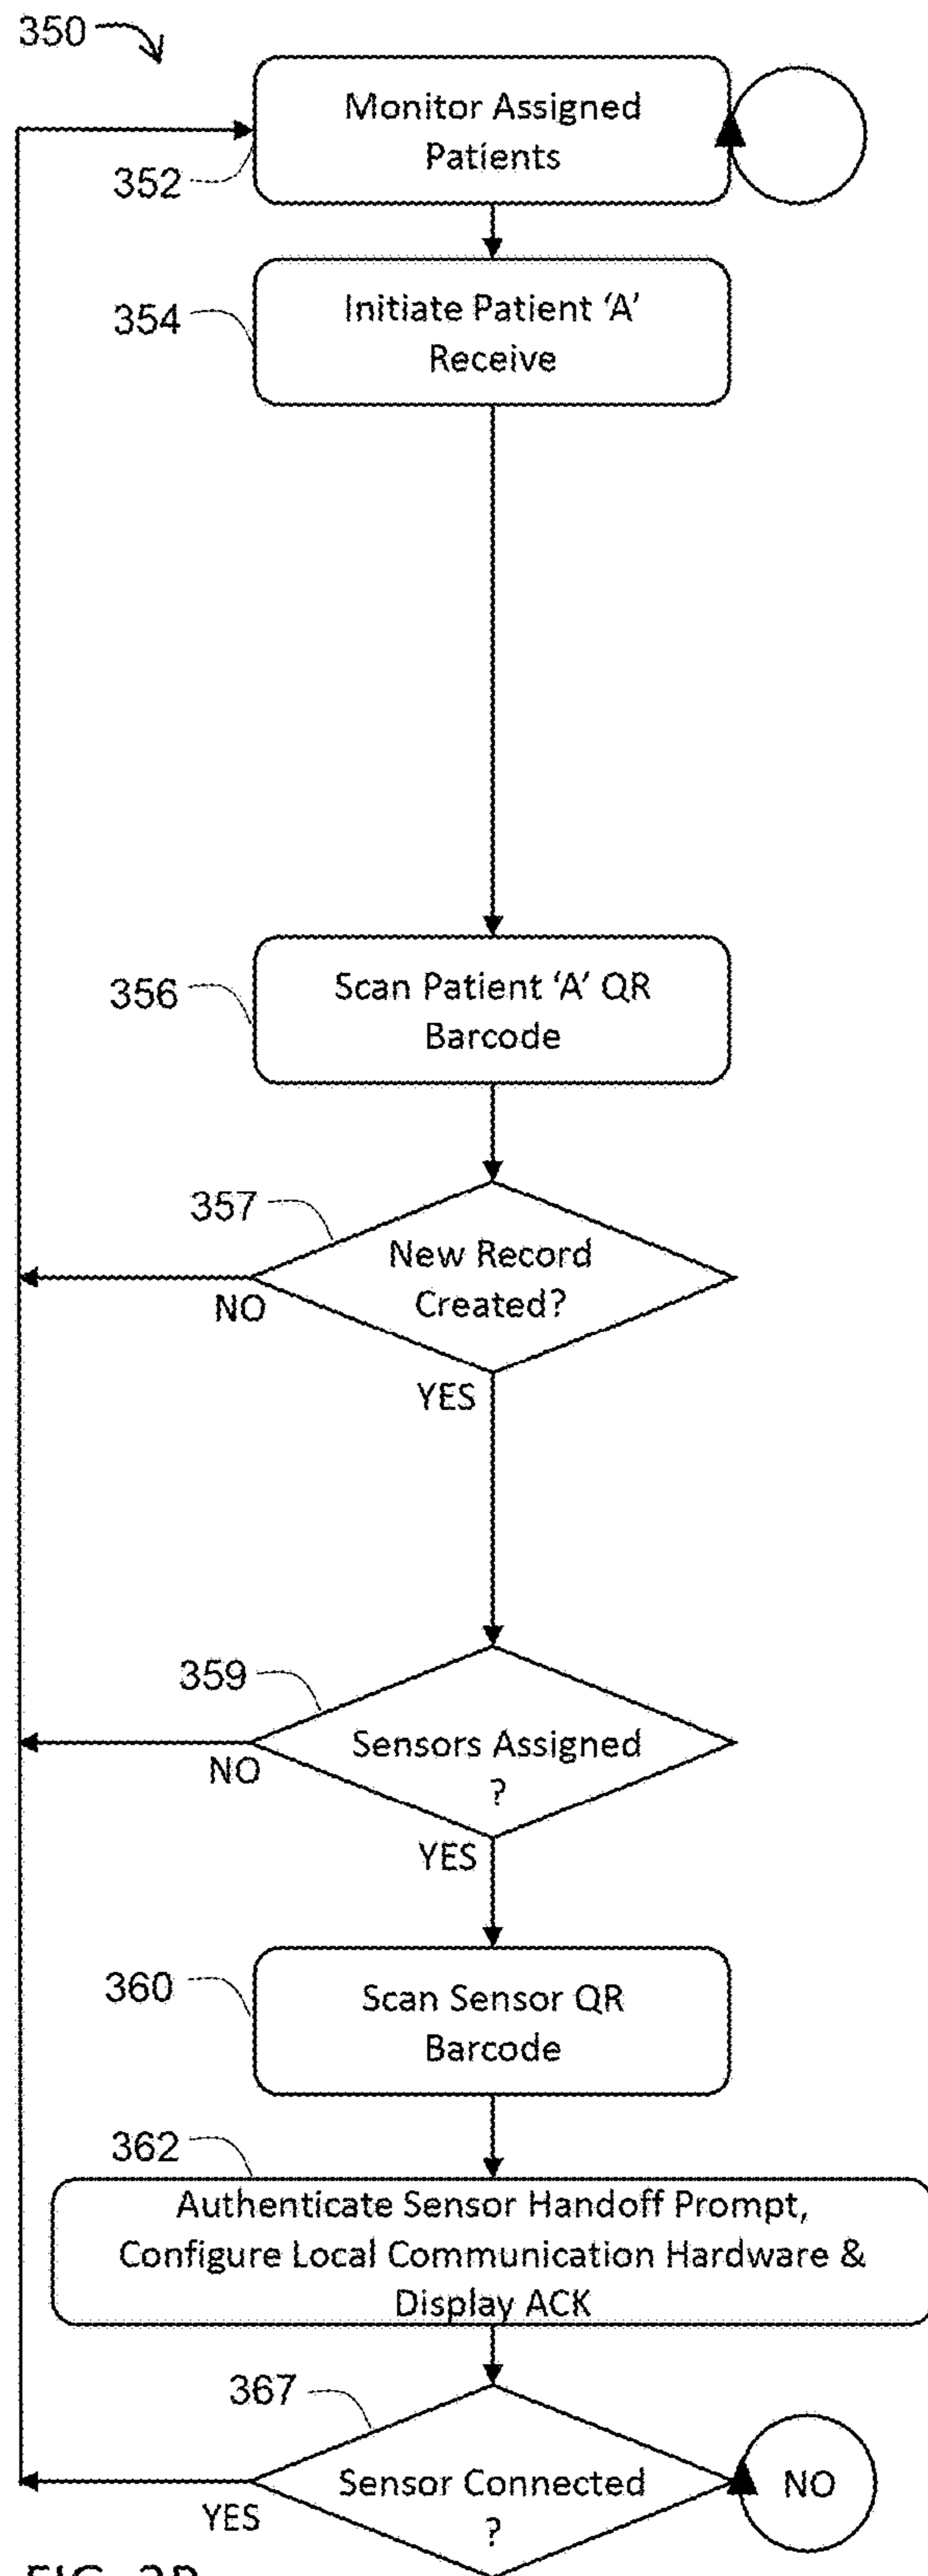 350
Monitor Assigned
Patients
352
354
Initiate Patient ‘A’
Receive
356
Scan Patient ‘A’ QR
Barcode
357
New Record
Created?
NO
YES
359
Sensors Assigned
?
NO
YES
360
Scan Sensor QR
Barcode
362
Authenticate Sensor Handoff Prompt,
Configure Local Communication Hardware &
Display ACK
367
Sensor Connected
?
NO
YES